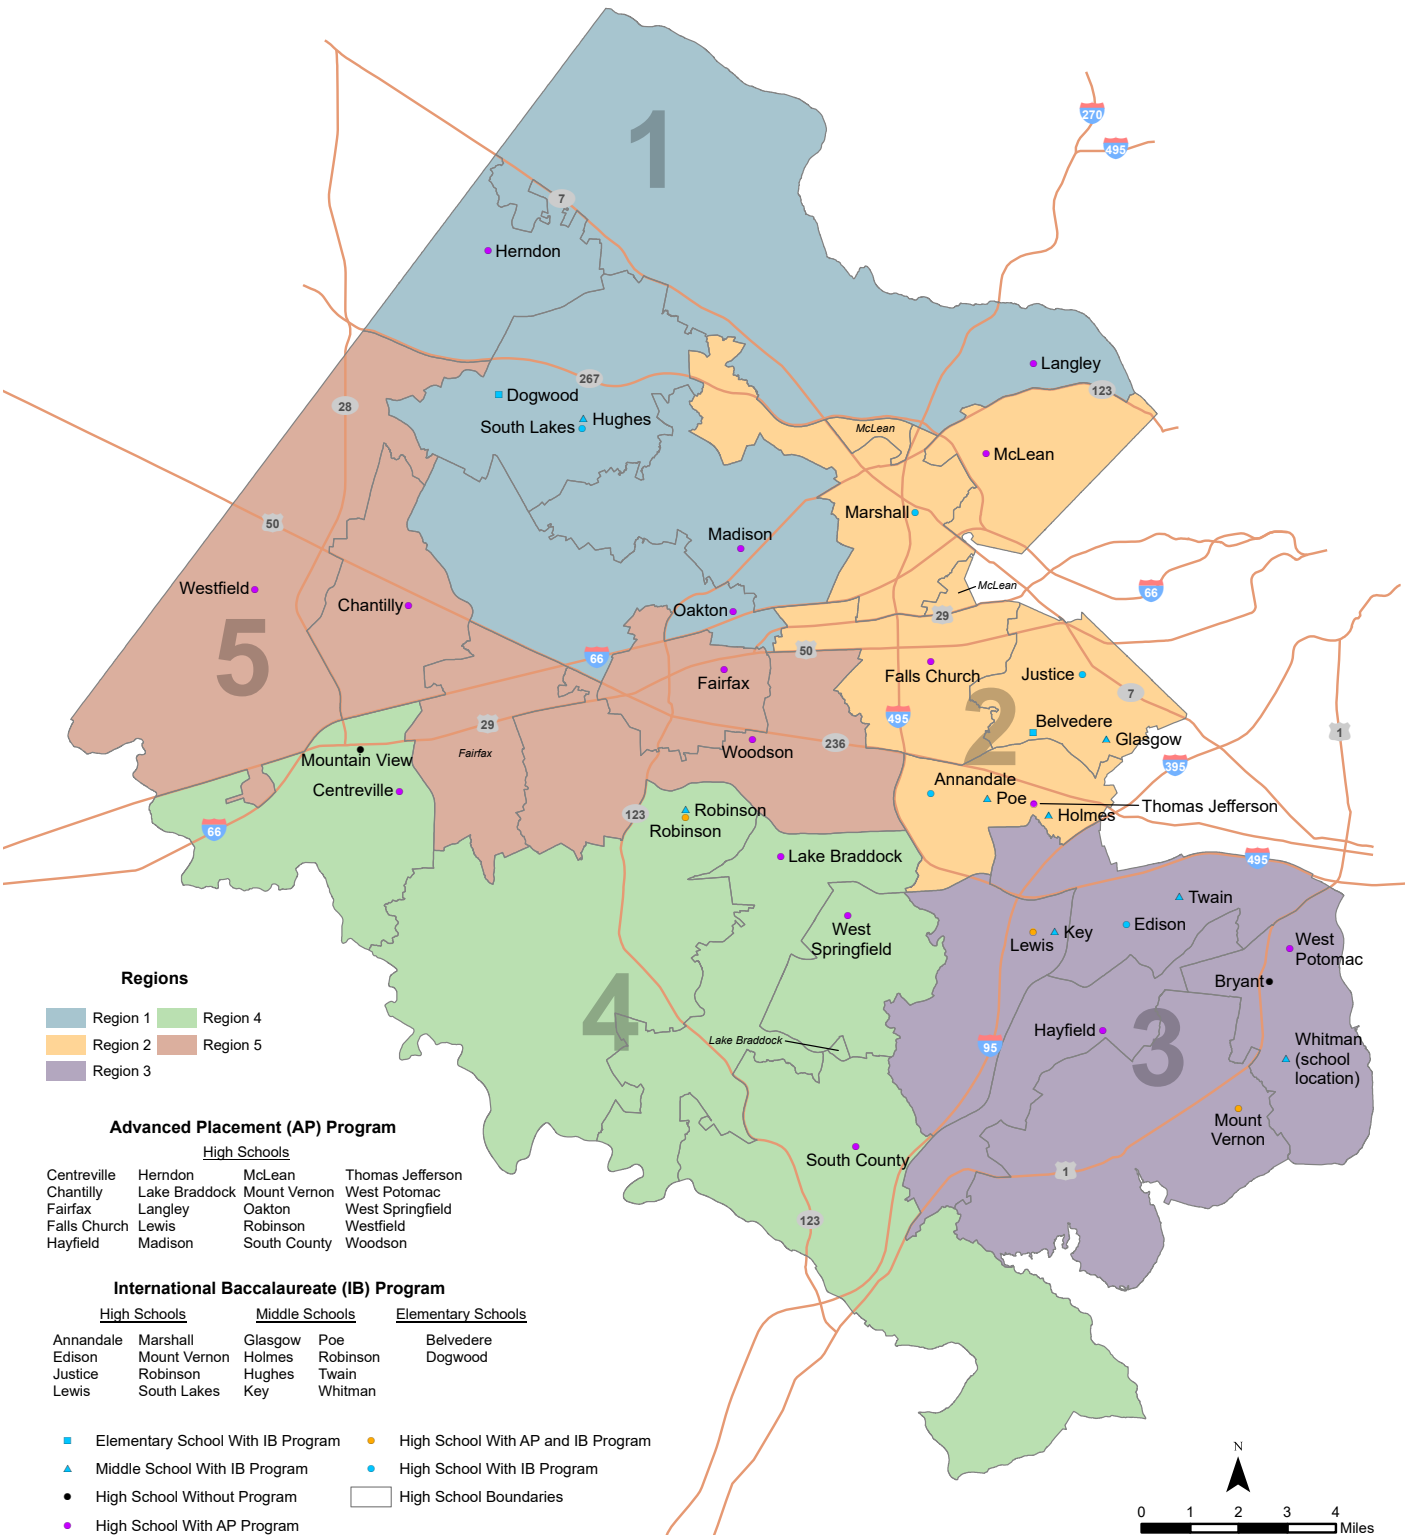 1
270
495
7
Herndon
Langley
267
123
28
Dogwood
Hughes
South Lakes
McLean
McLean
50
Marshall
Madison
Westfield
Chantilly
McLean
66
Oakton
29
5
66
50
Falls Church
Justice
Fairfax
7
2
495
29
Belvedere
1
Fairfax
Woodson
236
Glasgow
Mountain View
395
Centreville
Annandale
Poe
Thomas Jefferson
66
123
Robinson
Robinson
Holmes
Lake Braddock
495
Twain
West
Springfield
Lewis
Key
Edison
West
Potomac
Bryant
4
Hayfield
3
Lake Braddock
95
Whitman
(school
location)
Mount
Vernon
South County
1
123
Regions
Region 1
Region 4
Region 2
Region 5
Region 3
Advanced Placement (AP) Program
High Schools
Centreville Herndon McLean Thomas Jefferson
Chantilly Lake Braddock Mount Vernon West Potomac
Fairfax Langley Oakton West Springfield
Falls Church Lewis Robinson Westfield
Hayfield Madison South County Woodson
International Baccalaureate (IB) Program
High Schools Middle Schools Elementary Schools
Annandale Marshall Glasgow Poe Belvedere
Edison Mount Vernon Holmes Robinson Dogwood
Justice Robinson Hughes Twain
Lewis South Lakes Key Whitman
Elementary School With IB Program
High School With AP and IB Program
Middle School With IB Program
High School With IB Program
High School Without Program
High School Boundaries
High School With AP Program
N
0 1 2 3 4
Miles